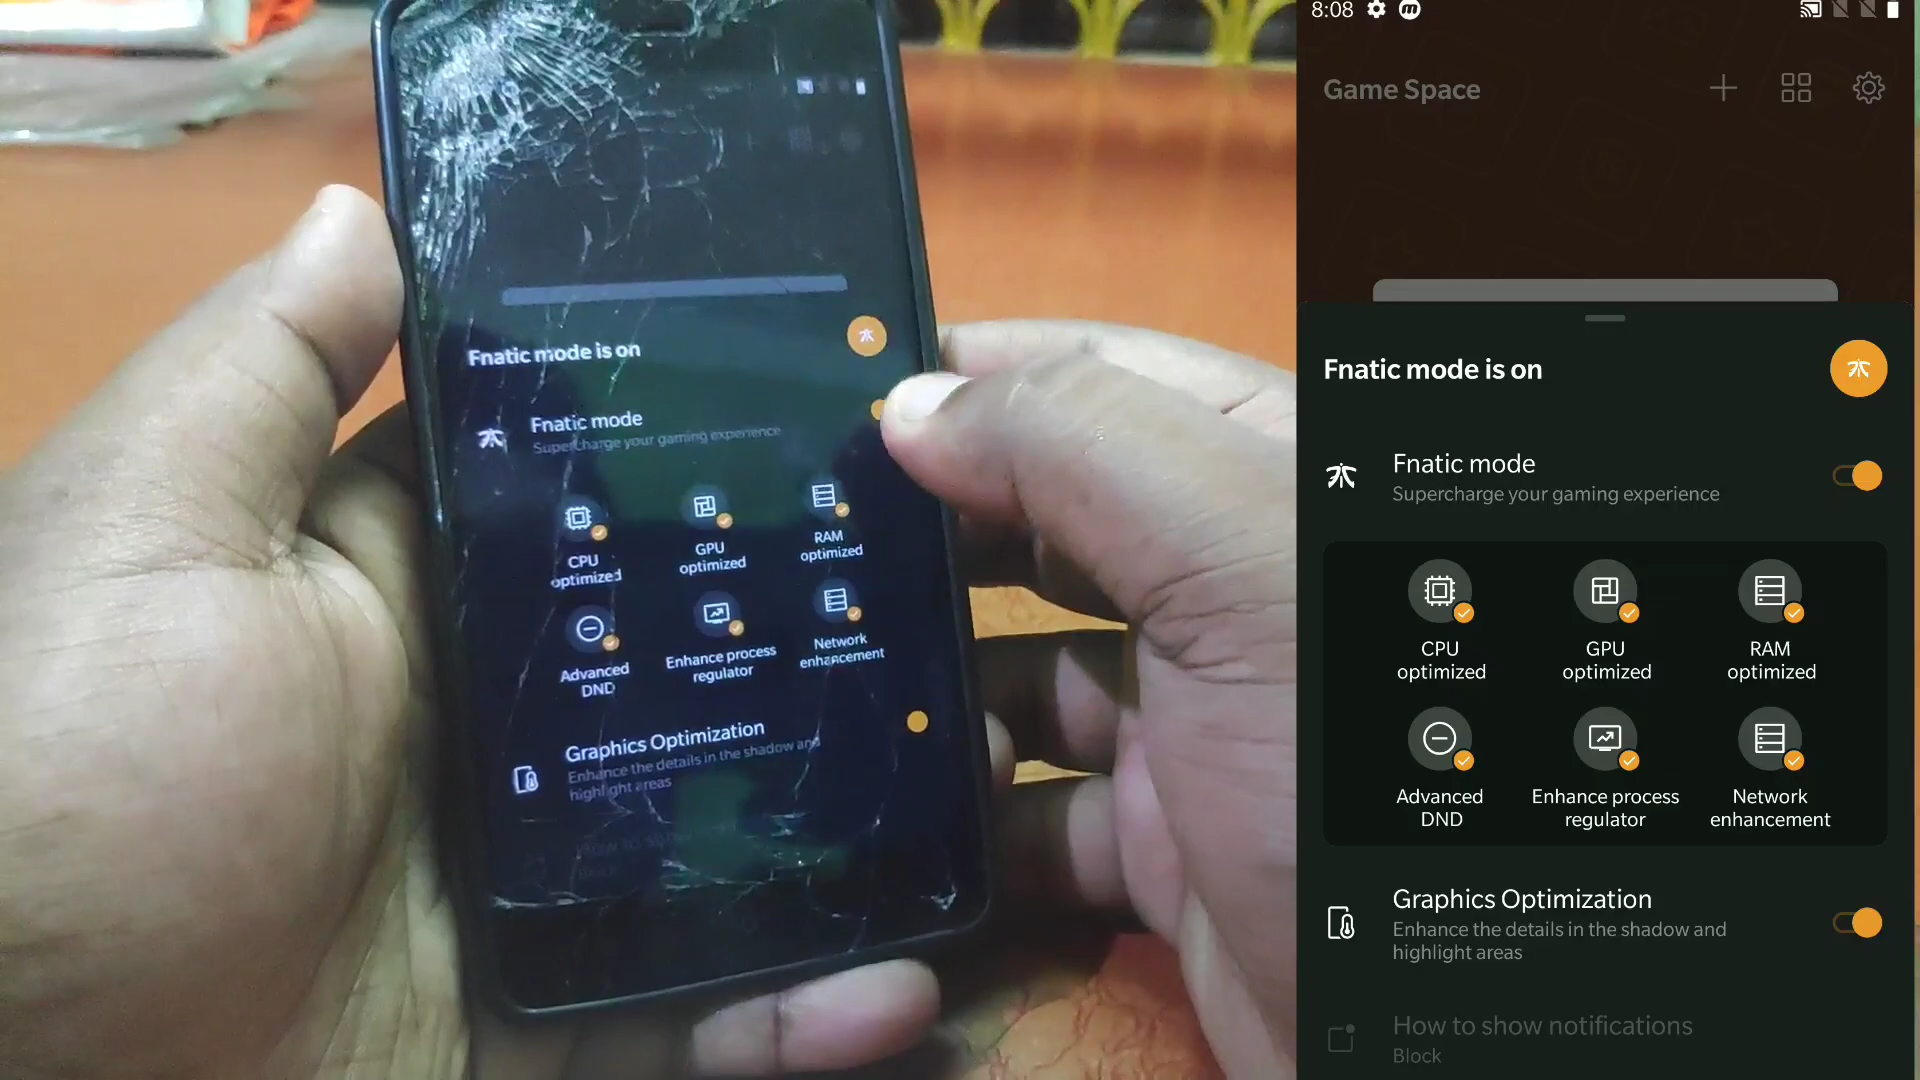 Fnatic mode is on
Fnatic mode
Supercharge your gaming experience
CPU
optimized
GPU
optimized
RAM
optimized
Advanced
DND
Enhance process
regulator
Network
enhancement
Graphics Optimization
Enhance the details in the shadow and
highlight areas
8:08
Game Space
Fnatic mode is on
Fnatic mode
Supercharge your gaming experience
CPU
optimized
GPU
optimized
RAM
optimized
Advanced
DND
Enhance process
regulator
Network
enhancement
Graphics Optimization
Enhance the details in the shadow and
highlight areas
How to show notifications
Block